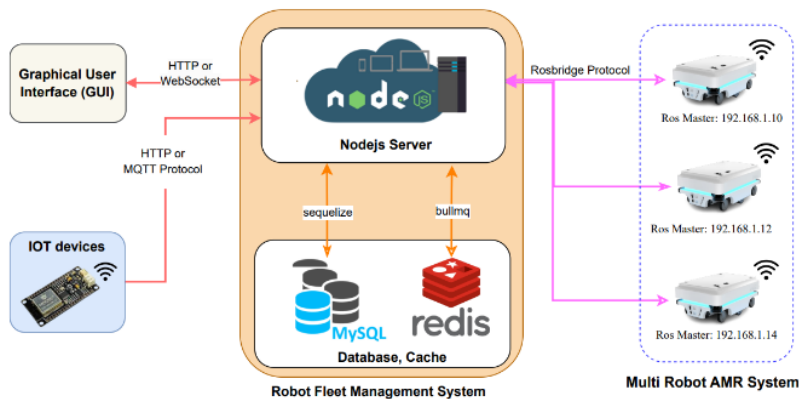 Graphical User
Interface (GUI)
HTTP or
WebSocket
HTTP or
MQTT Protocol
IOT devices
node
JS
Nodejs Server
sequelize
bullmq
MySQL
redis
Database, Cache
Robot Fleet Management System
Rosbridge Protocol
Ros Master: 192.168.1.10
Ros Master: 192.168.1.12
Ros Master: 192.168.1.14
Multi Robot AMR System